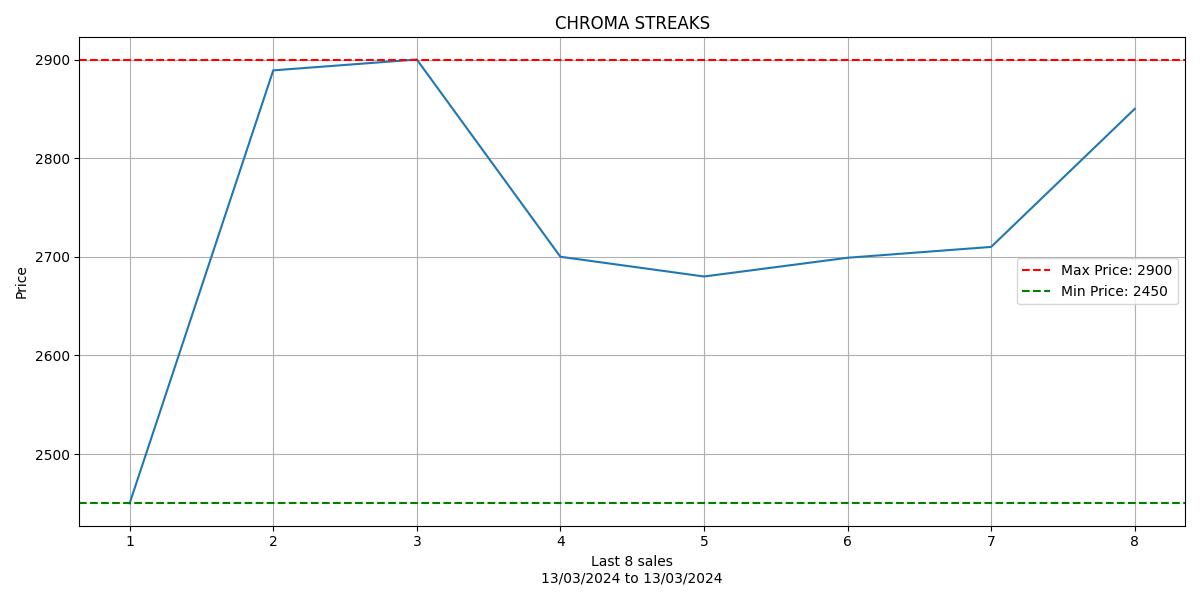 CHROMA STREAKS
Price
2900
2800
2700
2600
2500
Max Price: 2900
Min Price: 2450
1 2 3 4 5 6 7 8
Last 8 sales
13/03/2024 to 13/03/2024